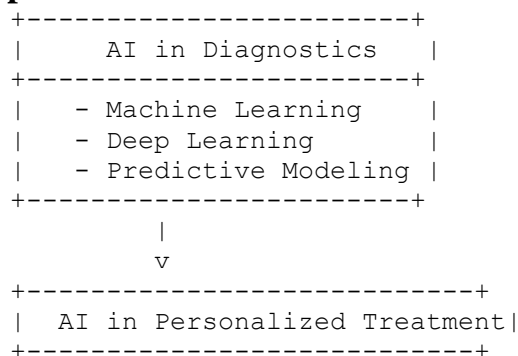 +-------------------------+
|     AI in Diagnostics   |
+-------------------------+
|   - Machine Learning    |
|   - Deep Learning       |
|   - Predictive Modeling |
+-------------------------+
|
v
+-----------------------------+
|  AI in Personalized Treatment|
+-----------------------------+